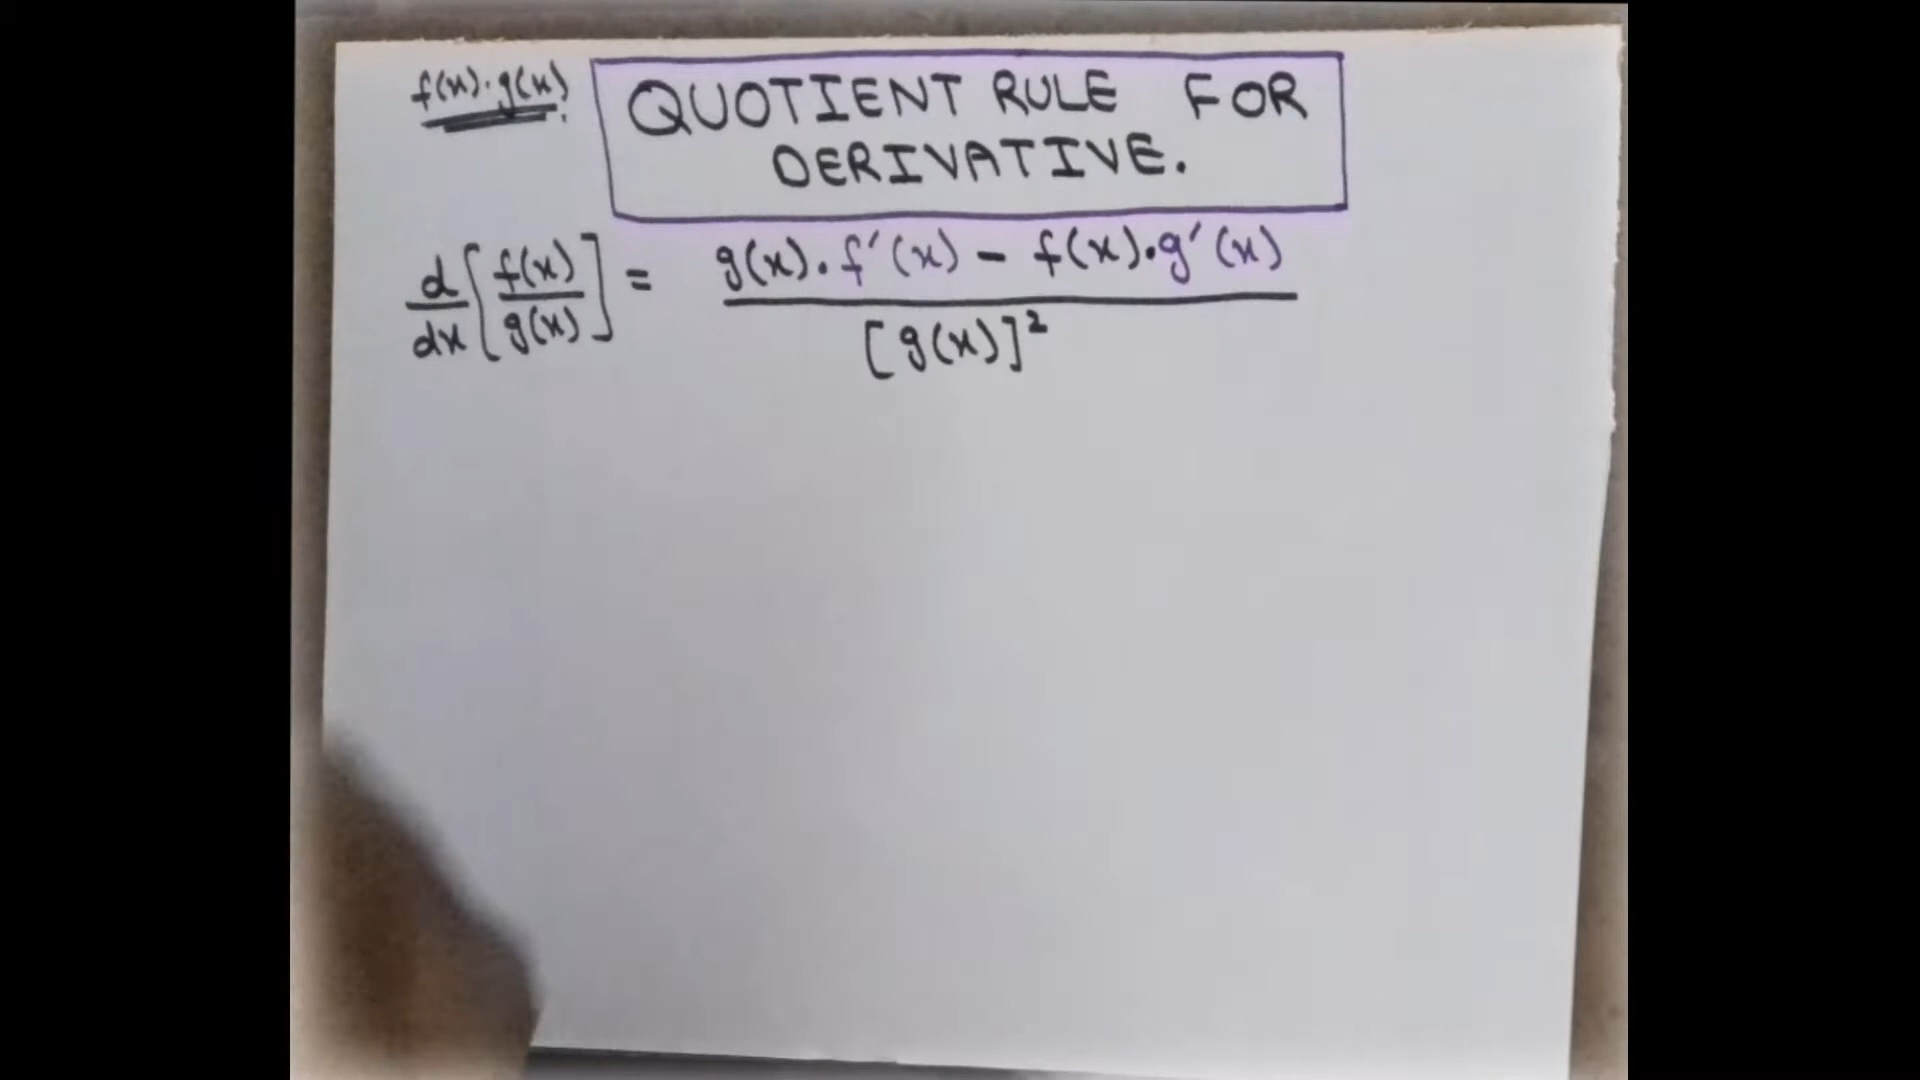 f(x)·g(x)
QUOTIENT RULE FOR
DERIVATIVE.
d/dx [f(x)/g(x)] = g(x)·f'(x) - f(x)·g'(x) / [g(x)]²